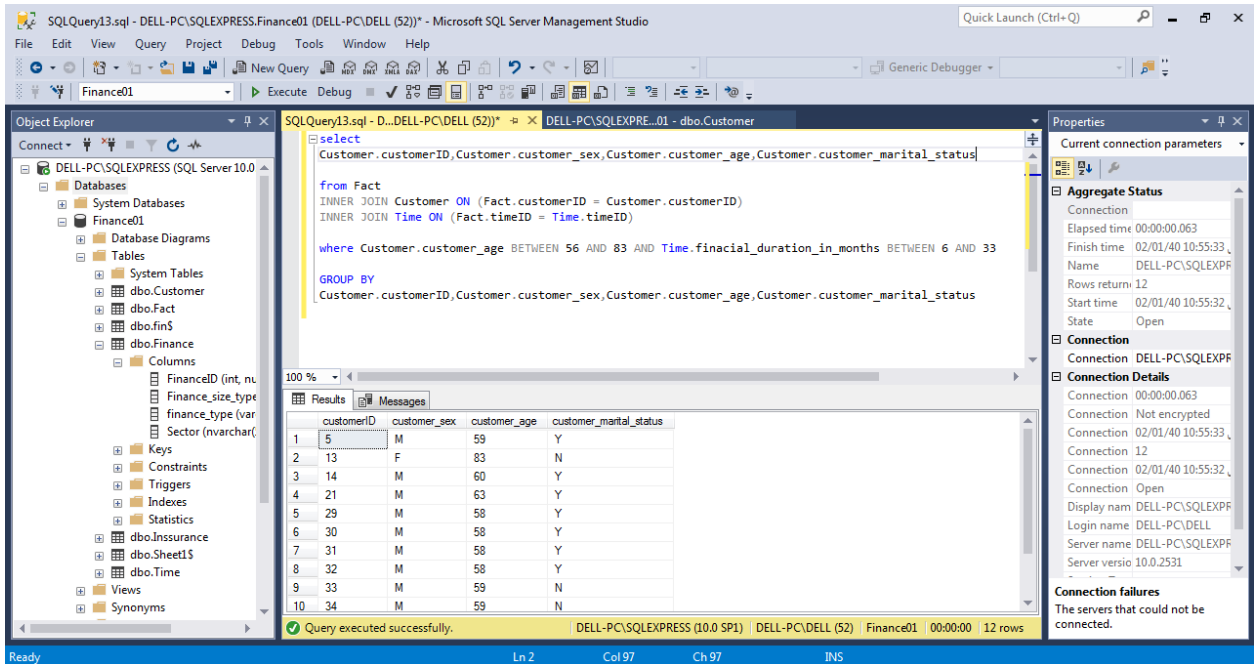 SQLQuery13.sql - DELL-PC\SQLEXPRESS.Finance01 (DELL-PC\DELL (52))* - Microsoft SQL Server Management Studio
Quick Launch (Ctrl+Q)
File Edit View Query Project Debug Tools Window Help
New Query MDX DMX XMLA DAX Generic Debugger
Finance01 Execute Debug
Object Explorer
Connect
DELL-PC\SQLEXPRESS (SQL Server 10.0
Databases
System Databases
Finance01
Database Diagrams
Tables
System Tables
dbo.Customer
dbo.Fact
dbo.fin$
dbo.Finance
Columns
FinanceID (int, nu
Finance_size_type
finance_type (var
Sector (nvarchar(
Keys
Constraints
Triggers
Indexes
Statistics
dbo.Inssurance
dbo.Sheet1$
dbo.Time
Views
Synonyms
SQLQuery13.sql - D...DELL-PC\DELL (52))* DELL-PC\SQLEXPRE...01 - dbo.Customer
select
Customer.customerID,Customer.customer_sex,Customer.customer_age,Customer.customer_marital_status
from Fact
INNER JOIN Customer ON (Fact.customerID = Customer.customerID)
INNER JOIN Time ON (Fact.timeID = Time.timeID)
where Customer.customer_age BETWEEN 56 AND 83 AND Time.finacial_duration_in_months BETWEEN 6 AND 33
GROUP BY
Customer.customerID,Customer.customer_sex,Customer.customer_age,Customer.customer_marital_status
100 %
Results Messages
customerID customer_sex customer_age customer_marital_status
1 5 M 59 Y
2 13 F 83 N
3 14 M 60 Y
4 21 M 63 Y
5 29 M 58 Y
6 30 M 58 Y
7 31 M 58 Y
8 32 M 58 Y
9 33 M 59 N
10 34 M 59 N
Query executed successfully. DELL-PC\SQLEXPRESS (10.0 SP1) DELL-PC\DELL (52) Finance01 00:00:00 12 rows
Properties
Current connection parameters
Aggregate Status
Connection
Elapsed time 00:00:00.063
Finish time 02/01/40 10:55:33
Name DELL-PC\SQLEXPR
Rows return 12
Start time 02/01/40 10:55:32
State Open
Connection
Connection DELL-PC\SQLEXPR
Connection Details
Connection 00:00:00.063
Connection Not encrypted
Connection 02/01/40 10:55:33
Connection 12
Connection 02/01/40 10:55:32
Connection Open
Display nam DELL-PC\SQLEXPR
Login name DELL-PC\DELL
Server name DELL-PC\SQLEXPR
Server versio 10.0.2531
Connection failures
The servers that could not be
connected.
Ready Ln 2 Col 97 Ch 97 INS